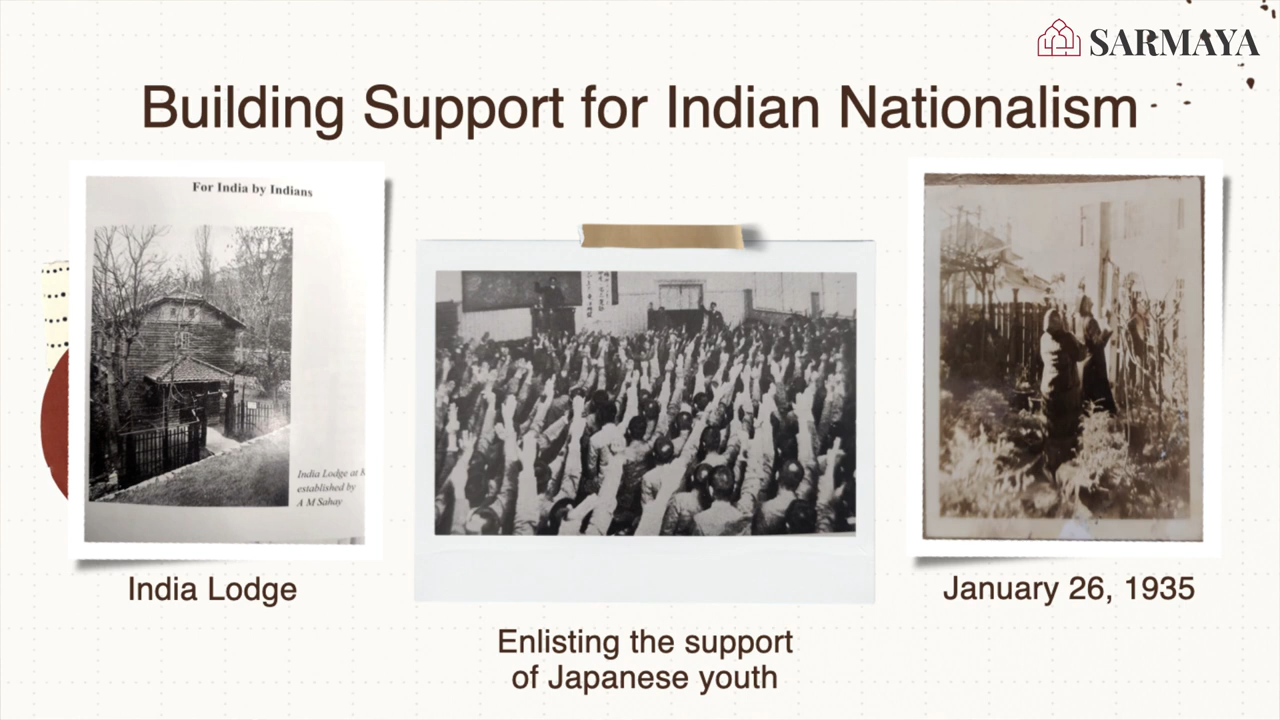 SARMAYA
Building Support for Indian Nationalism
For India by Indians
India Lodge at
established by
A M Sahay
India Lodge
Enlisting the support
of Japanese youth
January 26, 1935